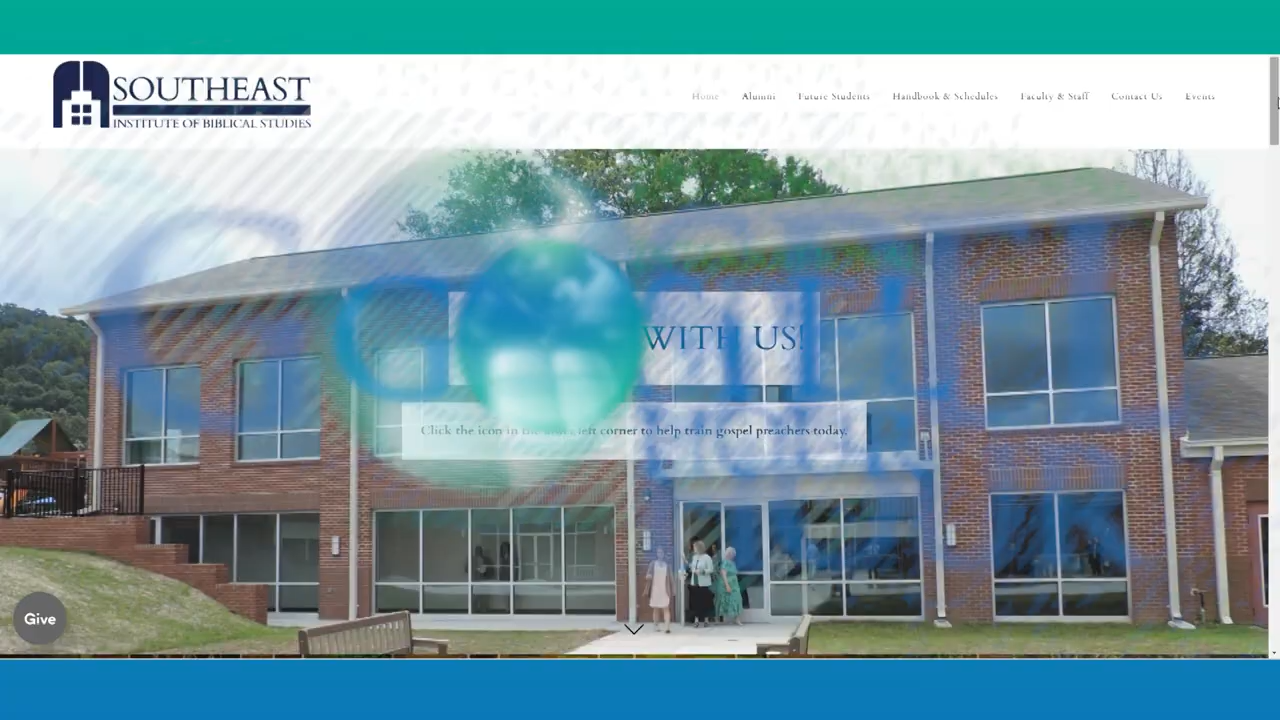 SOUTHEAST
INSTITUTE OF BIBLICAL STUDIES
Home Alumni Future Students Handbook & Schedules Faculty & Staff Contact Us Events
WITH US!
Click the icon in the left corner to help train gospel preachers today.
Give